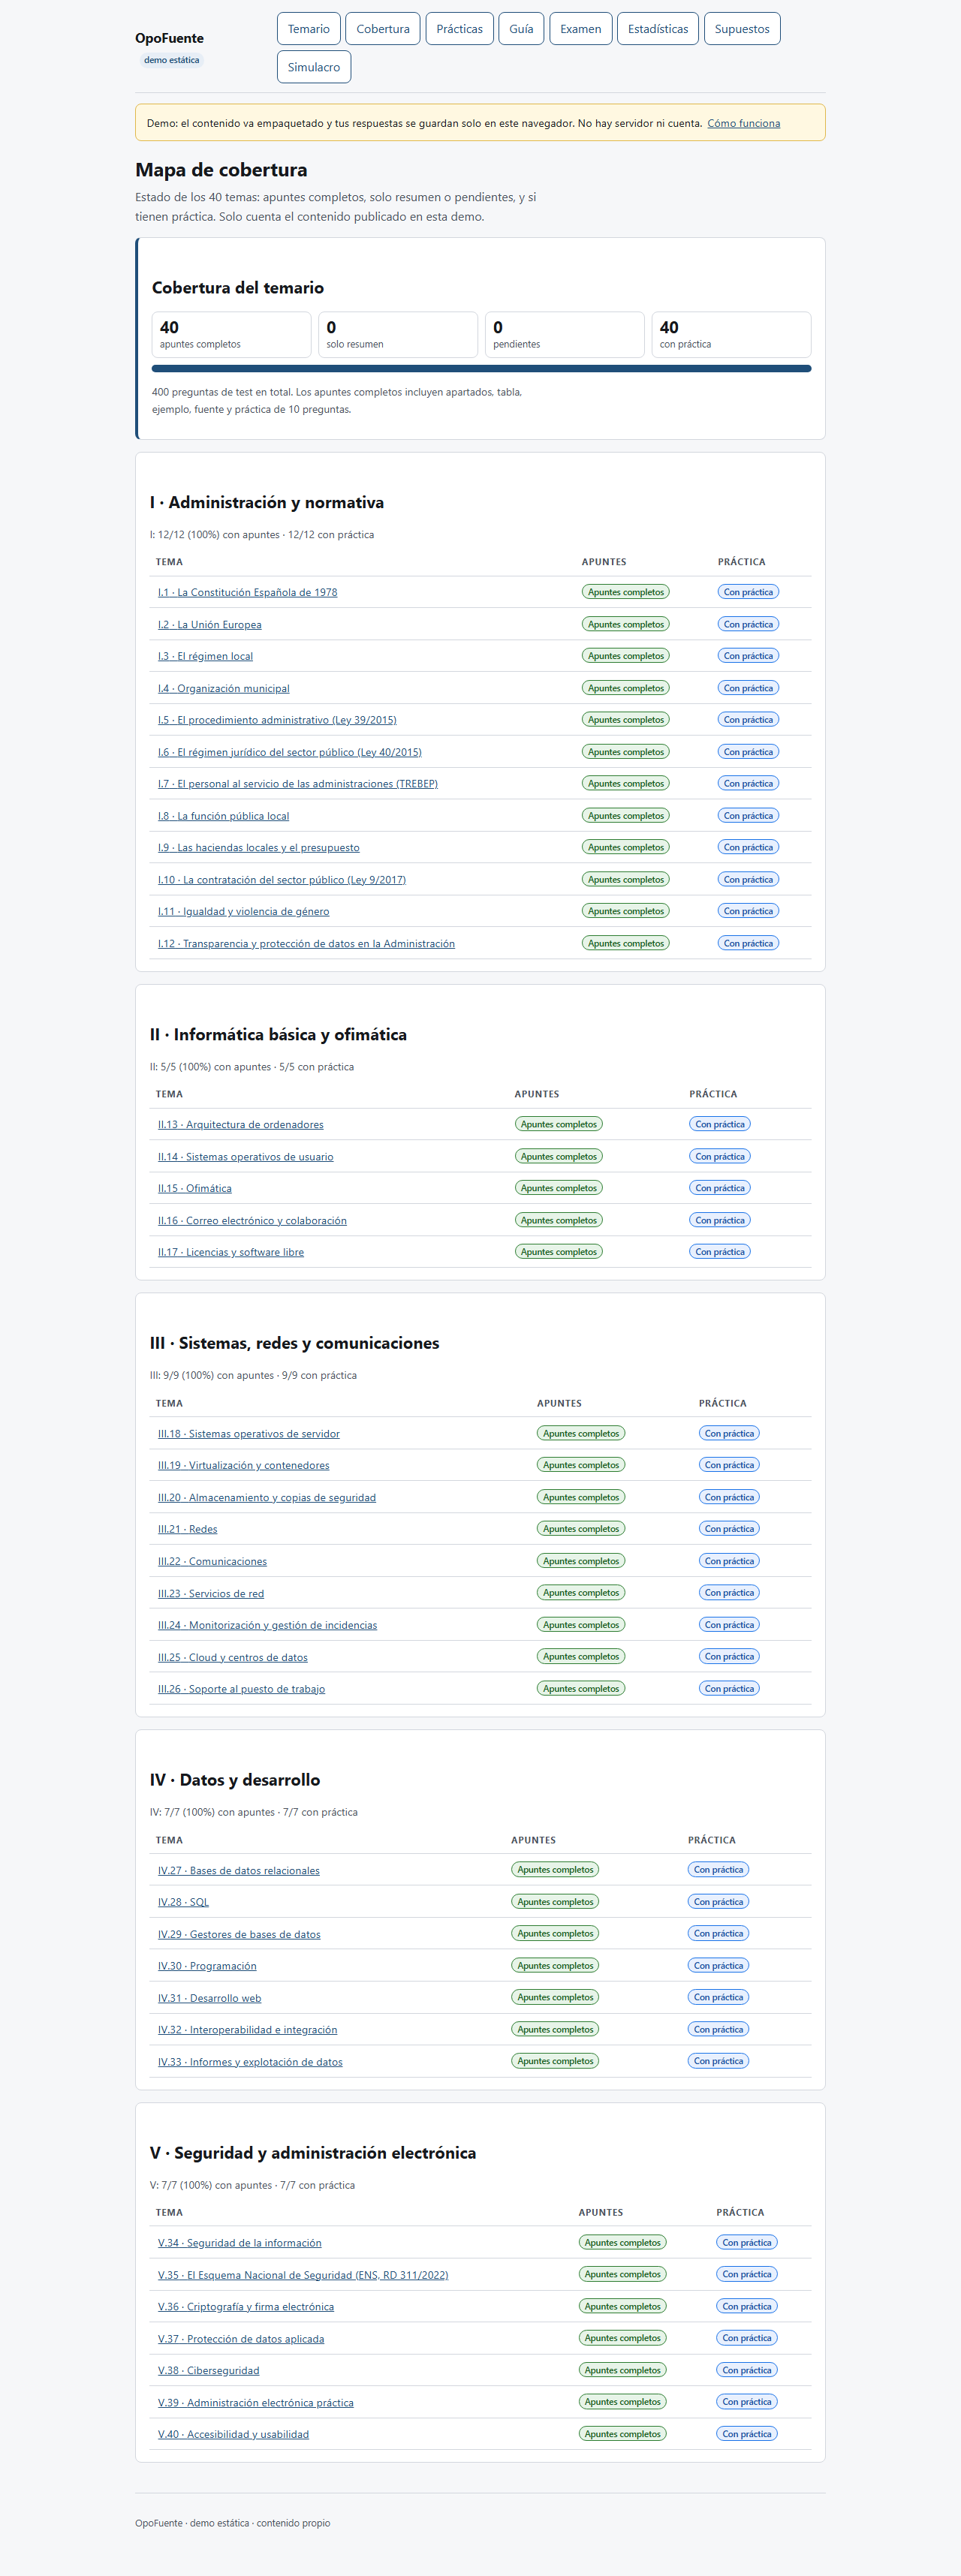 OpoFuente
demo estática
Temario
Cobertura
Prácticas
Guía
Examen
Estadísticas
Supuestos
Simulacro
Demo: el contenido va empaquetado y tus respuestas se guardan solo en este navegador. No hay servidor ni cuenta. Cómo funciona
Mapa de cobertura
Estado de los 40 temas: apuntes completos, solo resumen o pendientes, y si
tienen práctica. Solo cuenta el contenido publicado en esta demo.
Cobertura del temario
40
apuntes completos
0
solo resumen
0
pendientes
40
con práctica
400 preguntas de test en total. Los apuntes completos incluyen apartados, tabla,
ejemplo, fuente y práctica de 10 preguntas.
I · Administración y normativa
I: 12/12 (100%) con apuntes · 12/12 con práctica
TEMA APUNTES PRÁCTICA
I.1 · La Constitución Española de 1978 Apuntes completos Con práctica
I.2 · La Unión Europea Apuntes completos Con práctica
I.3 · El régimen local Apuntes completos Con práctica
I.4 · Organización municipal Apuntes completos Con práctica
I.5 · El procedimiento administrativo (Ley 39/2015) Apuntes completos Con práctica
I.6 · El régimen jurídico del sector público (Ley 40/2015) Apuntes completos Con práctica
I.7 · El personal al servicio de las administraciones (TREBEP) Apuntes completos Con práctica
I.8 · La función pública local Apuntes completos Con práctica
I.9 · Las haciendas locales y el presupuesto Apuntes completos Con práctica
I.10 · La contratación del sector público (Ley 9/2017) Apuntes completos Con práctica
I.11 · Igualdad y violencia de género Apuntes completos Con práctica
I.12 · Transparencia y protección de datos en la Administración Apuntes completos Con práctica
II · Informática básica y ofimática
II: 5/5 (100%) con apuntes · 5/5 con práctica
TEMA APUNTES PRÁCTICA
II.13 · Arquitectura de ordenadores Apuntes completos Con práctica
II.14 · Sistemas operativos de usuario Apuntes completos Con práctica
II.15 · Ofimática Apuntes completos Con práctica
II.16 · Correo electrónico y colaboración Apuntes completos Con práctica
II.17 · Licencias y software libre Apuntes completos Con práctica
III · Sistemas, redes y comunicaciones
III: 9/9 (100%) con apuntes · 9/9 con práctica
TEMA APUNTES PRÁCTICA
III.18 · Sistemas operativos de servidor Apuntes completos Con práctica
III.19 · Virtualización y contenedores Apuntes completos Con práctica
III.20 · Almacenamiento y copias de seguridad Apuntes completos Con práctica
III.21 · Redes Apuntes completos Con práctica
III.22 · Comunicaciones Apuntes completos Con práctica
III.23 · Servicios de red Apuntes completos Con práctica
III.24 · Monitorización y gestión de incidencias Apuntes completos Con práctica
III.25 · Cloud y centros de datos Apuntes completos Con práctica
III.26 · Soporte al puesto de trabajo Apuntes completos Con práctica
IV · Datos y desarrollo
IV: 7/7 (100%) con apuntes · 7/7 con práctica
TEMA APUNTES PRÁCTICA
IV.27 · Bases de datos relacionales Apuntes completos Con práctica
IV.28 · SQL Apuntes completos Con práctica
IV.29 · Gestores de bases de datos Apuntes completos Con práctica
IV.30 · Programación Apuntes completos Con práctica
IV.31 · Desarrollo web Apuntes completos Con práctica
IV.32 · Interoperabilidad e integración Apuntes completos Con práctica
IV.33 · Informes y explotación de datos Apuntes completos Con práctica
V · Seguridad y administración electrónica
V: 7/7 (100%) con apuntes · 7/7 con práctica
TEMA APUNTES PRÁCTICA
V.34 · Seguridad de la información Apuntes completos Con práctica
V.35 · El Esquema Nacional de Seguridad (ENS, RD 311/2022) Apuntes completos Con práctica
V.36 · Criptografía y firma electrónica Apuntes completos Con práctica
V.37 · Protección de datos aplicada Apuntes completos Con práctica
V.38 · Ciberseguridad Apuntes completos Con práctica
V.39 · Administración electrónica práctica Apuntes completos Con práctica
V.40 · Accesibilidad y usabilidad Apuntes completos Con práctica
OpoFuente · demo estática · contenido propio